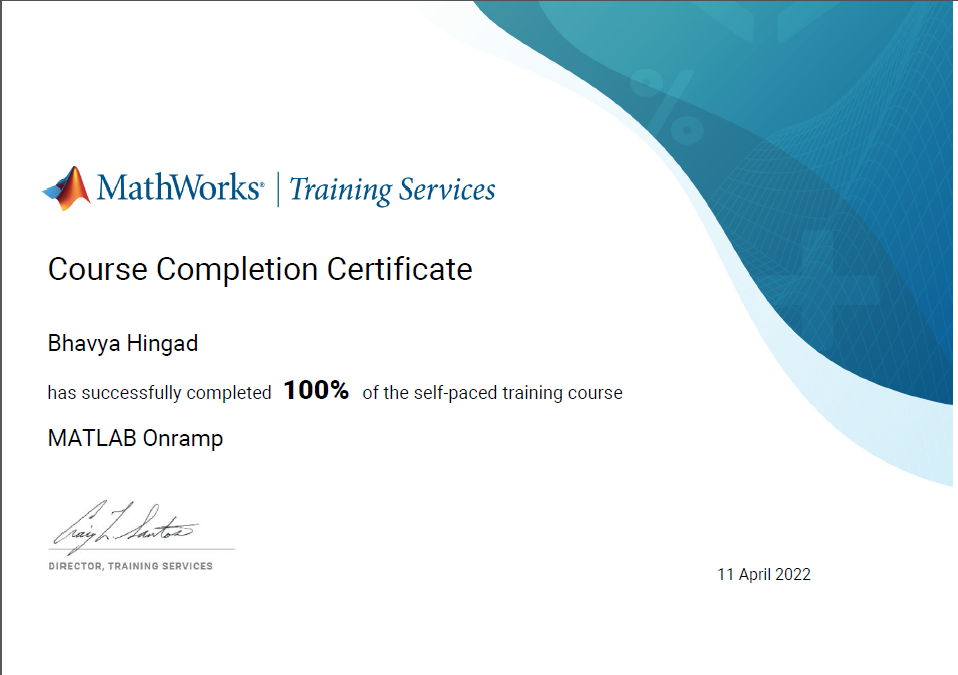 MathWorks® | Training Services
Course Completion Certificate
Bhavya Hingad
has successfully completed 100% of the self-paced training course
MATLAB Onramp
Craig L. Santos
DIRECTOR, TRAINING SERVICES
11 April 2022